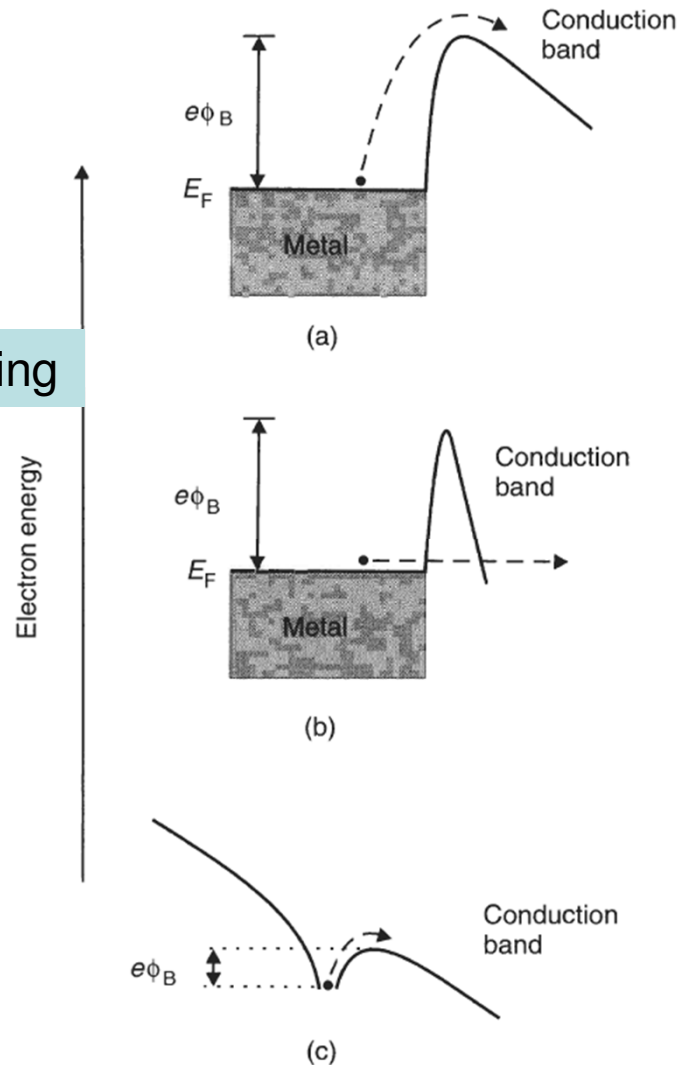 Conduction
band
eϕB
EF
Metal
(a)
ing
Electron energy
Conduction
band
eϕB
EF
Metal
(b)
Conduction
band
eϕB
(c)